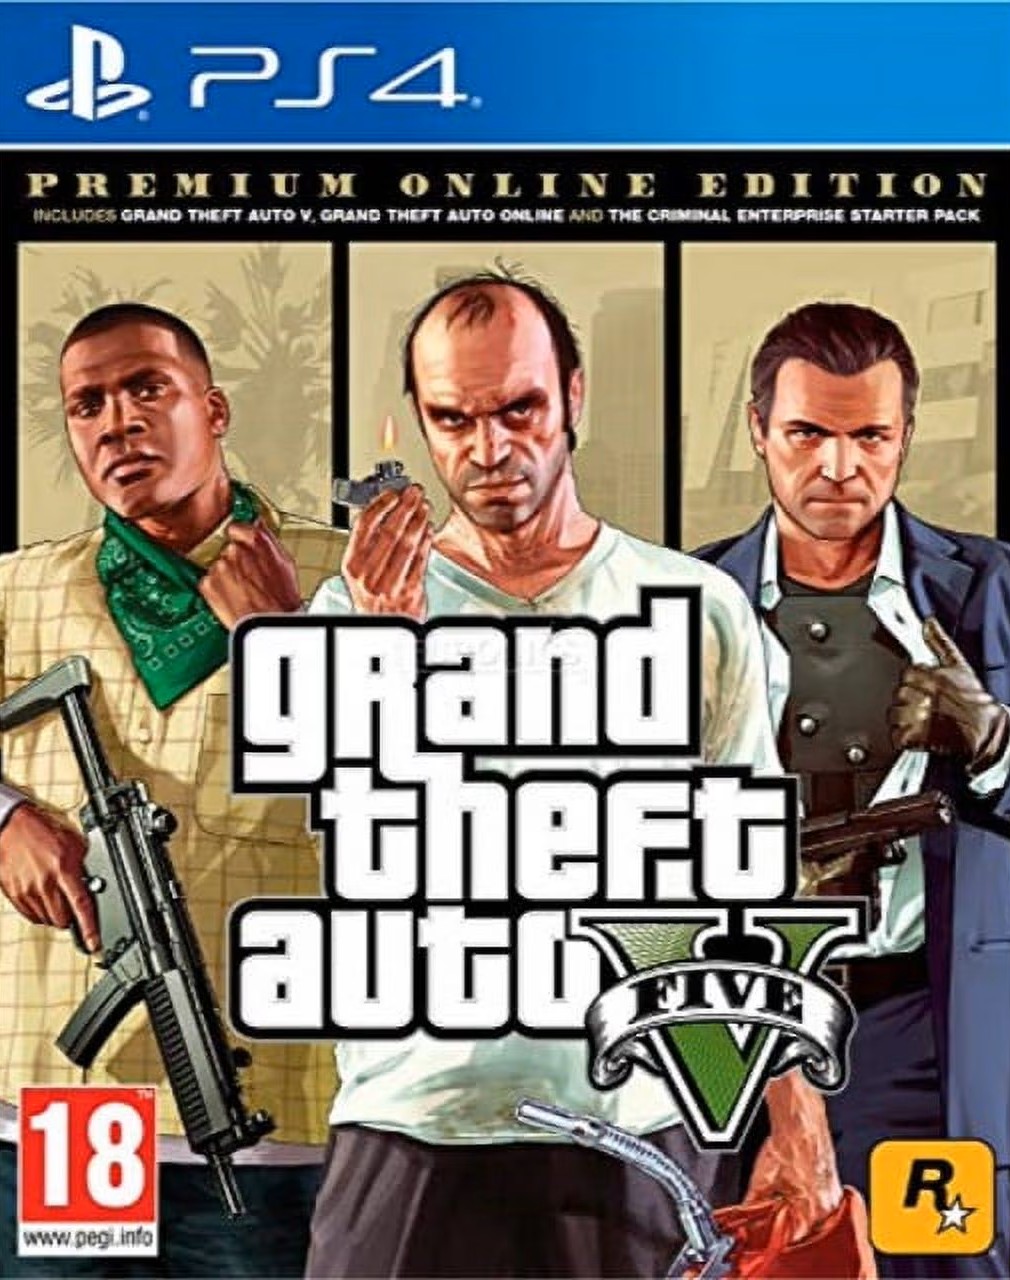 PS4
PREMIUM ONLINE EDITION
INCLUDES GRAND THEFT AUTO V, GRAND THEFT AUTO ONLINE AND THE CRIMINAL ENTERPRISE STARTER PACK
grand
theft
auto V
FIVE
18
www.pegi.info
R